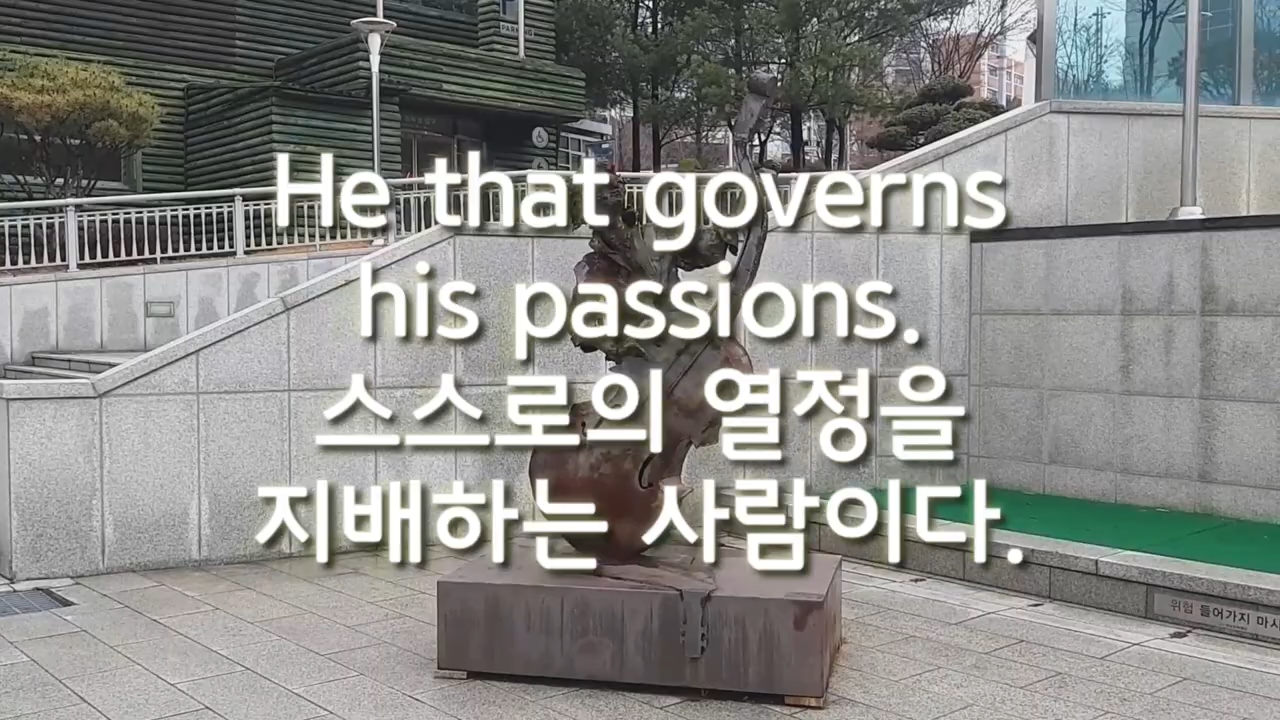 PARKING
He that governs
his passions.
스스로의 열정을
지배하는 사람이다.
위험 들어가지 마시